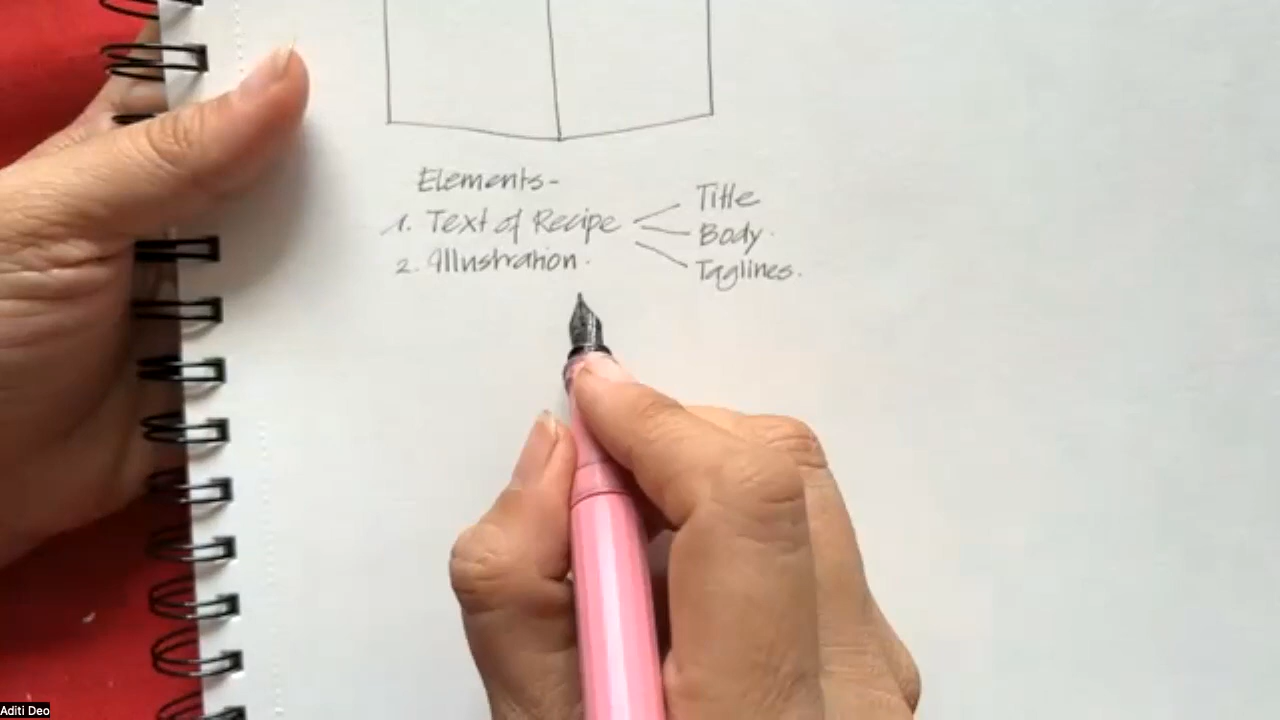 Elements-
1. Text of Recipe
Title
Body.
Taglines.
2. Illustration.
Aditi Deo